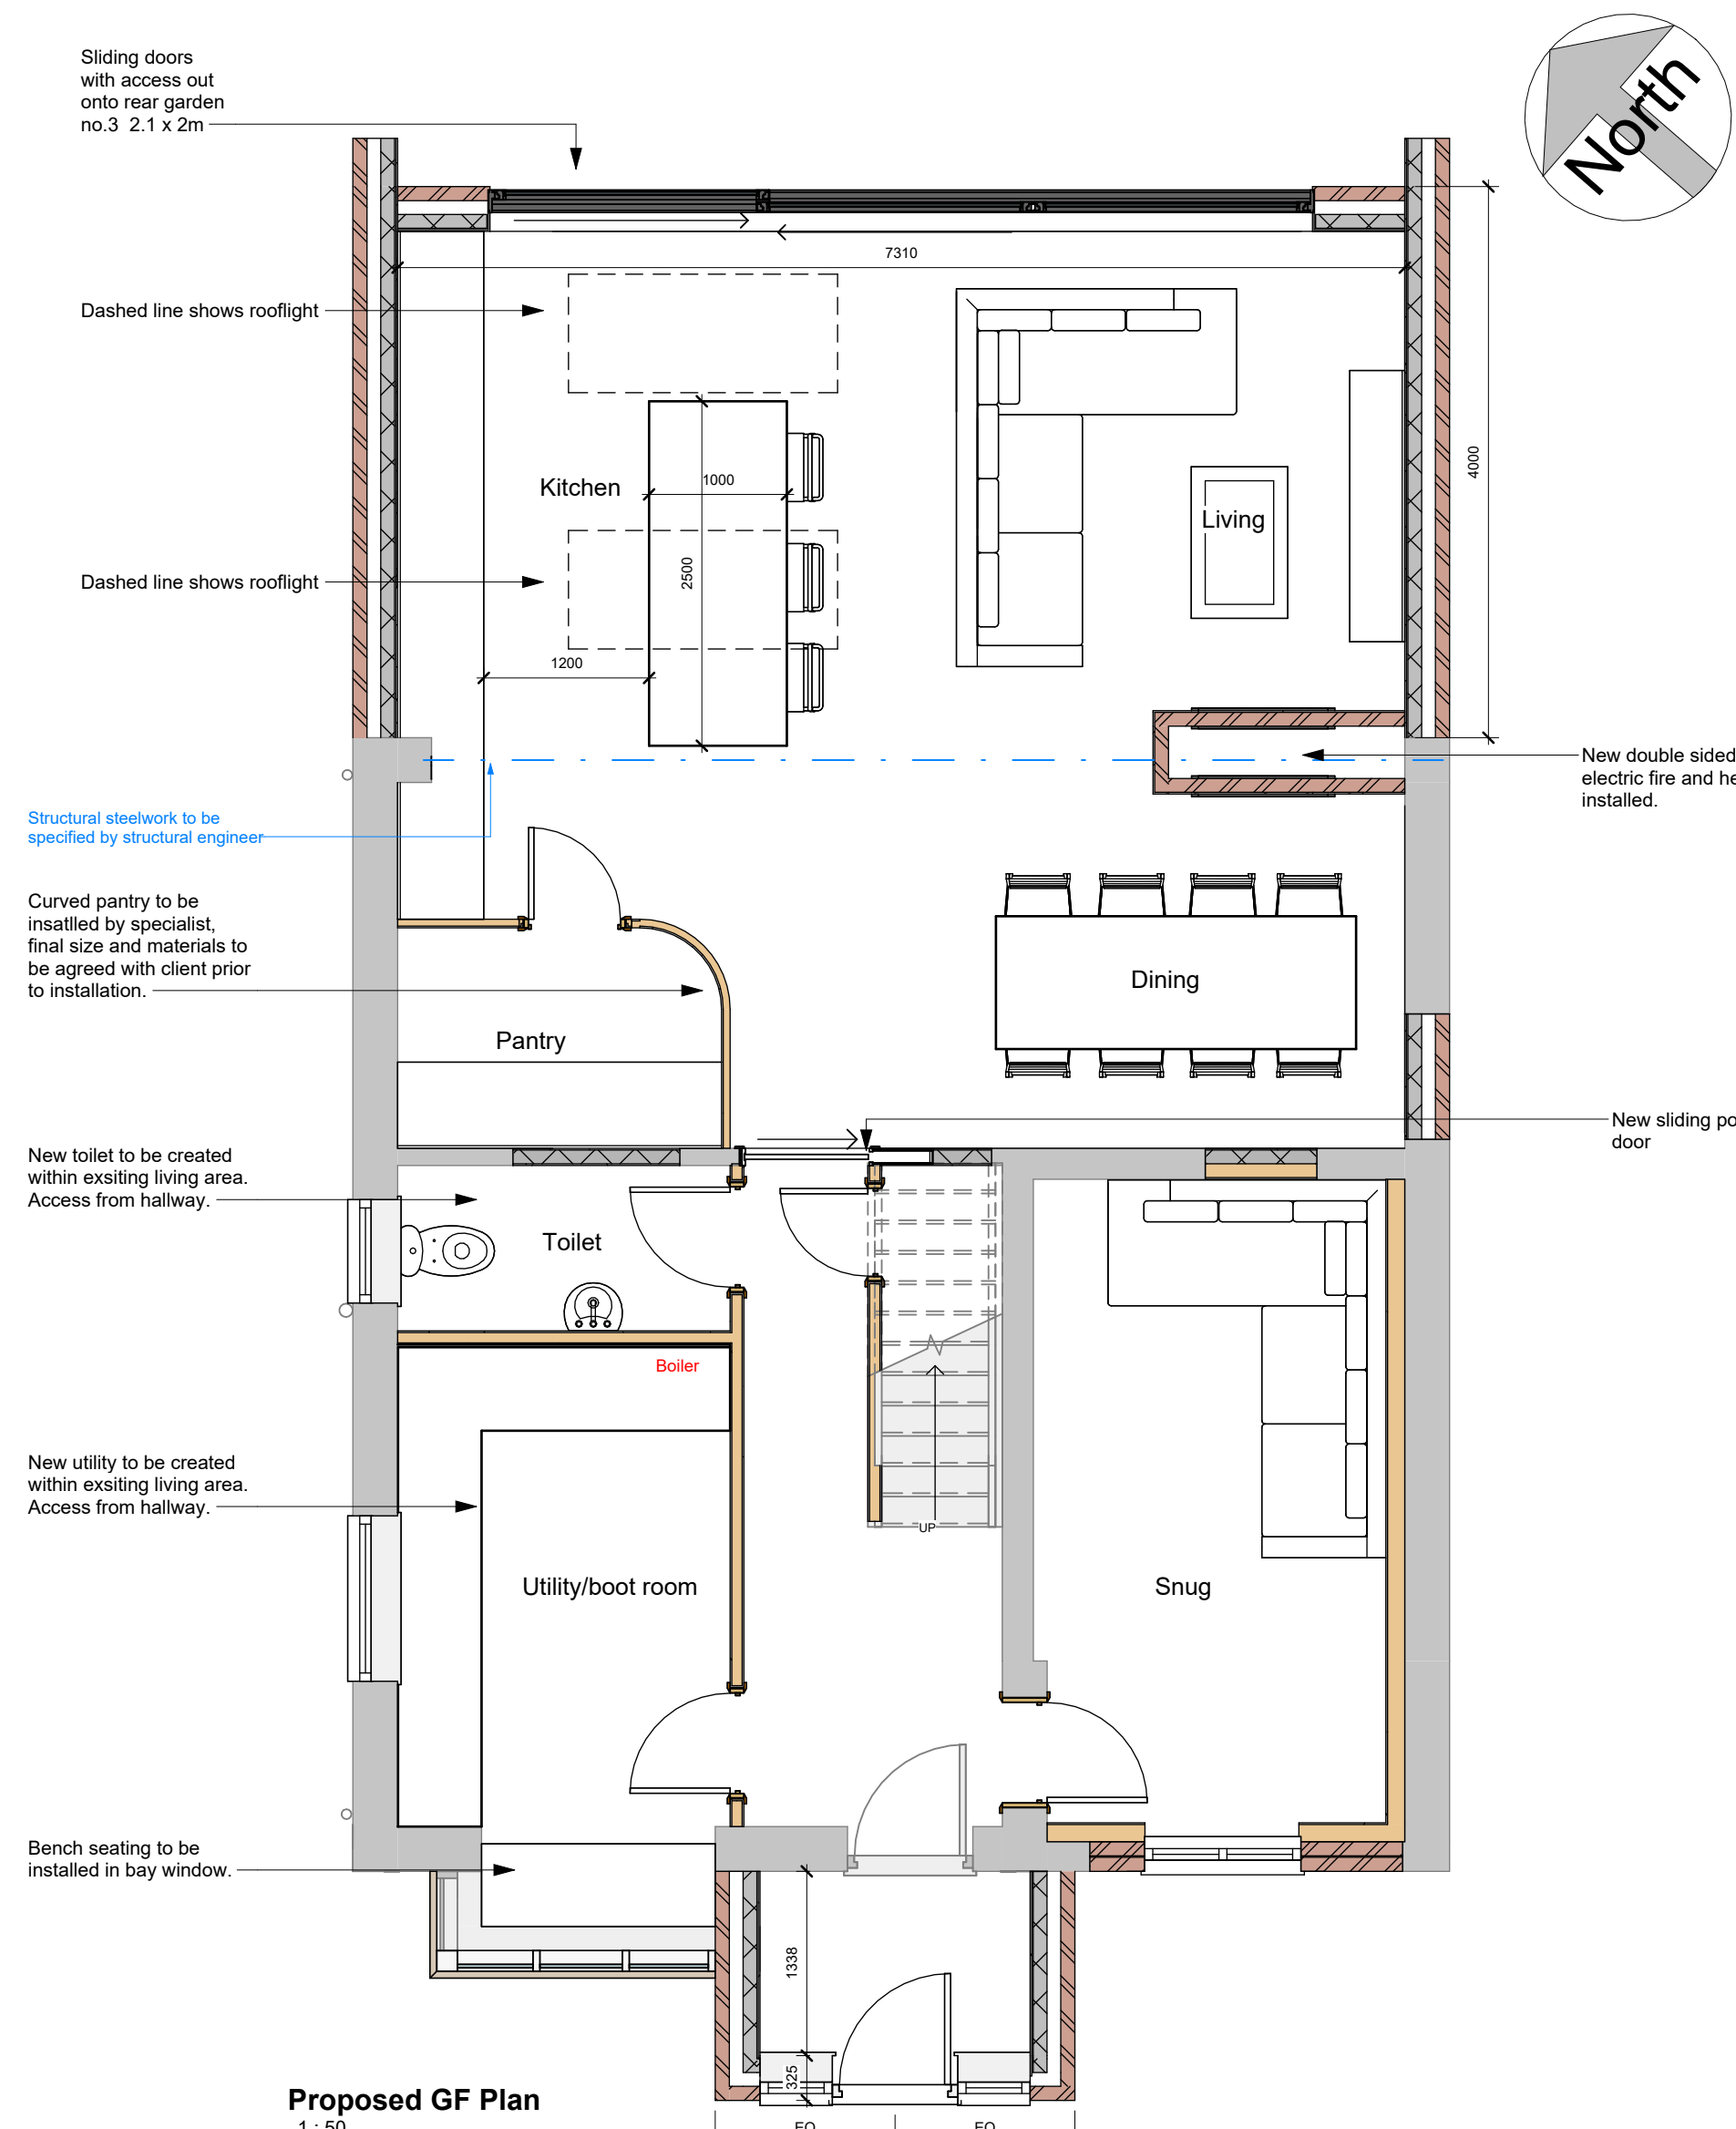 Sliding doors
with access out
onto rear garden
no.3 2.1 x 2m
North
7310
Dashed line shows rooflight
Kitchen
1000
4000
Living
Dashed line shows rooflight
2500
1200
New double sided
electric fire and
installed.
Structural steelwork to be
specified by structural engineer
Curved pantry to be
insatlled by specialist,
final size and materials to
be agreed with client prior
to installation.
Dining
Pantry
New sliding
door
New toilet to be created
within exsiting living area.
Access from hallway.
Toilet
Boiler
New utility to be created
within exsiting living area.
Access from hallway.
UP
Utility/boot room
Snug
Bench seating to be
installed in bay window.
1338
325
Proposed GF Plan
1 : 50
EQ
EQ